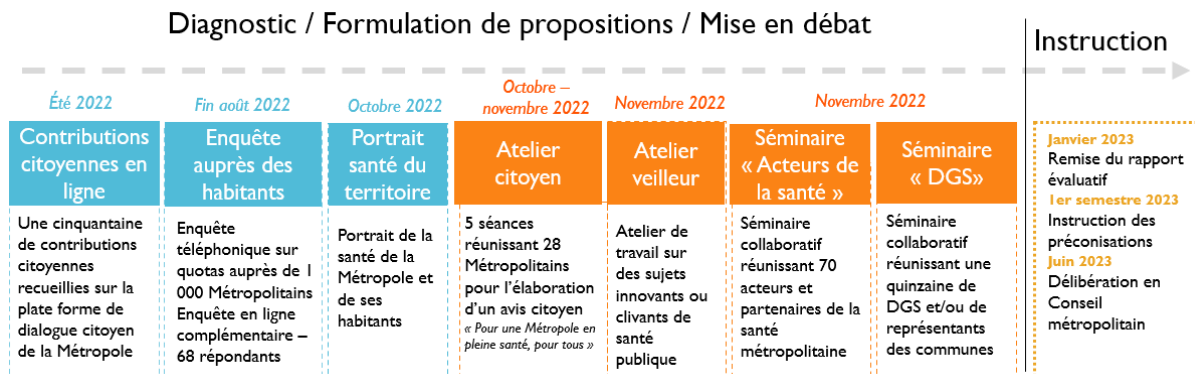 Diagnostic / Formulation de propositions / Mise en débat
Instruction
Été 2022
Contributions
citoyennes en
ligne
Une cinquantaine
de contributions
citoyennes
recueillies sur la
plate forme de
dialogue citoyen
de la Métropole
Fin août 2022
Enquête
auprès des
habitants
Enquête
téléphonique sur
quotas auprès de 1
000 Métropolitains
Enquête en ligne
complémentaire –
68 répondants
Octobre 2022
Portrait
santé du
territoire
Portrait de la
santé de la
Métropole et
de ses
habitants
Octobre –
novembre 2022
Atelier
citoyen
5 séances
réunissant 28
Métropolitains
pour l’élaboration
d’un avis citoyen
« Pour une Métropole en
pleine santé, pour tous »
Novembre 2022
Atelier
veilleur
Atelier de
travail sur
des sujets
innovants ou
clivants de
santé
publique
Novembre 2022
Séminaire
« Acteurs de
la santé »
Séminaire
collaboratif
réunissant 70
acteurs et
partenaires de la
santé
métropolitaine
Séminaire
« DGS»
Séminaire
collaboratif
réunissant une
quinzaine de
DGS et/ou de
représentants
des communes
Janvier 2023
Remise du rapport
évaluatif
1er semestre 2023
Instruction des
préconisations
Juin 2023
Délibération en
Conseil
métropolitain